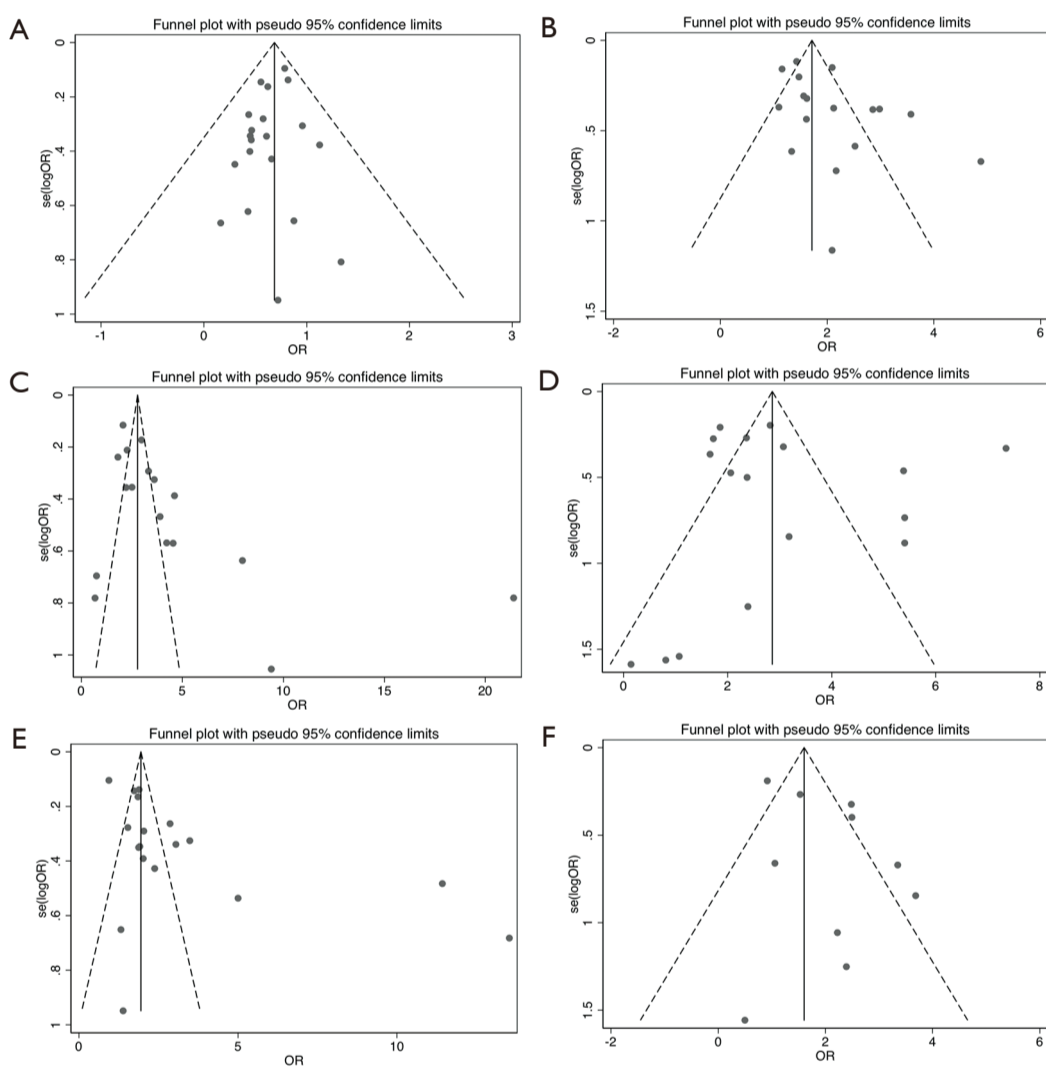 A
Funnel plot with pseudo 95% confidence limits
se(logOR)
0
.2
.4
.6
.8
1
-1
0
1
2
3
OR
B
Funnel plot with pseudo 95% confidence limits
se(logOR)
0
.5
1
1.5
-2
0
2
4
6
OR
C
Funnel plot with pseudo 95% confidence limits
se(logOR)
0
.2
.4
.6
.8
1
0
5
10
15
20
OR
D
Funnel plot with pseudo 95% confidence limits
se(logOR)
0
.5
1
1.5
0
2
4
6
8
OR
E
Funnel plot with pseudo 95% confidence limits
se(logOR)
0
.2
.4
.6
.8
1
0
5
10
OR
F
Funnel plot with pseudo 95% confidence limits
se(logOR)
0
.5
1
1.5
-2
0
2
4
6
OR